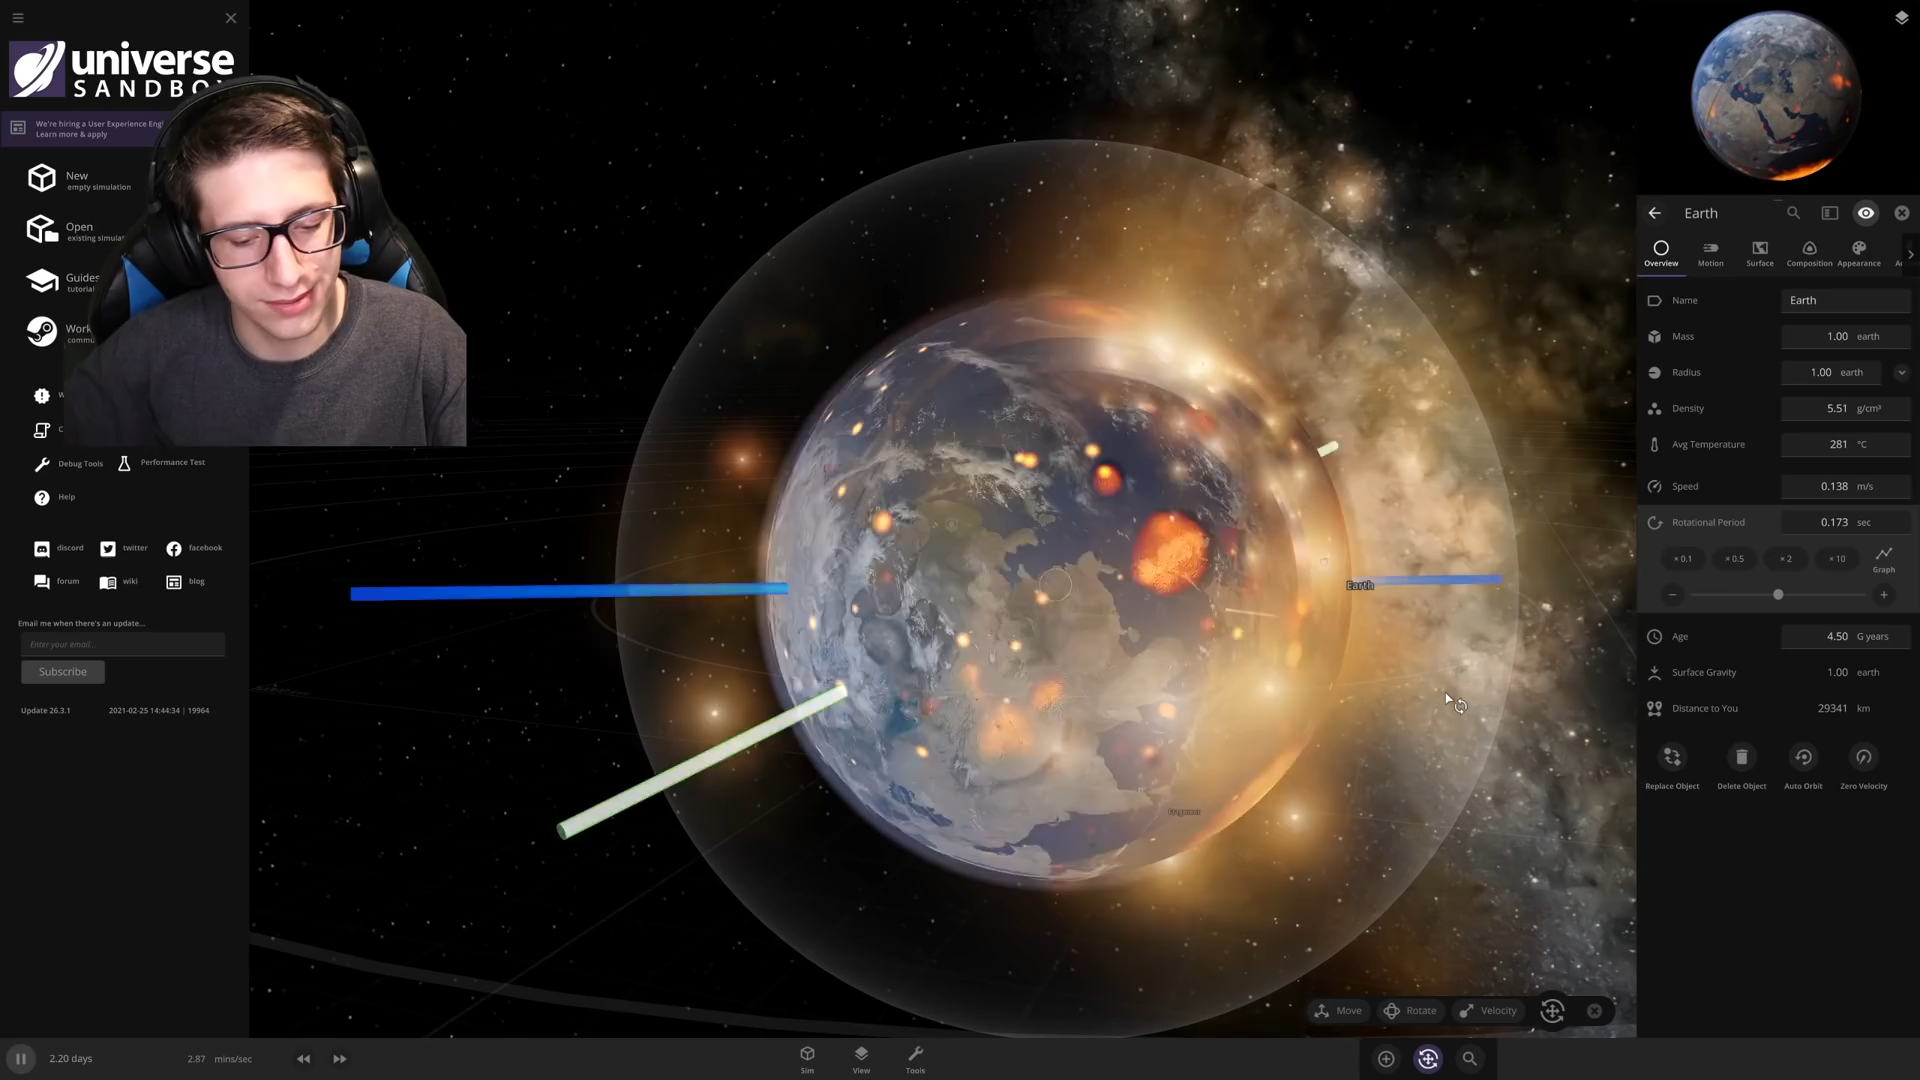 universe
SANDBO
We're hiring a User Experience Engi
Learn more & apply
New
empty simulation
Open
existing simula
Guides
tutorial
Work
commu
W
C
Debug Tools
Performance Test
Help
discord
twitter
facebook
forum
wiki
blog
Email me when there's an update...
Enter your email...
Subscribe
Update 26.3.1
2021-02-25 14:44:34 | 19964
Earth
Fragment
Earth
Overview
Motion
Surface
Composition
Appearance
Name
Earth
Mass
1.00 earth
Radius
1.00 earth
Density
5.51 g/cm³
Avg Temperature
281 °C
Speed
0.138 m/s
Rotational Period
0.173 sec
× 0.1
× 0.5
× 2
× 10
Graph
Age
4.50 G years
Surface Gravity
1.00 earth
Distance to You
29341 km
Replace Object
Delete Object
Auto Orbit
Zero Velocity
Move
Rotate
Velocity
2.20 days
2.87 mins/sec
Sim
View
Tools